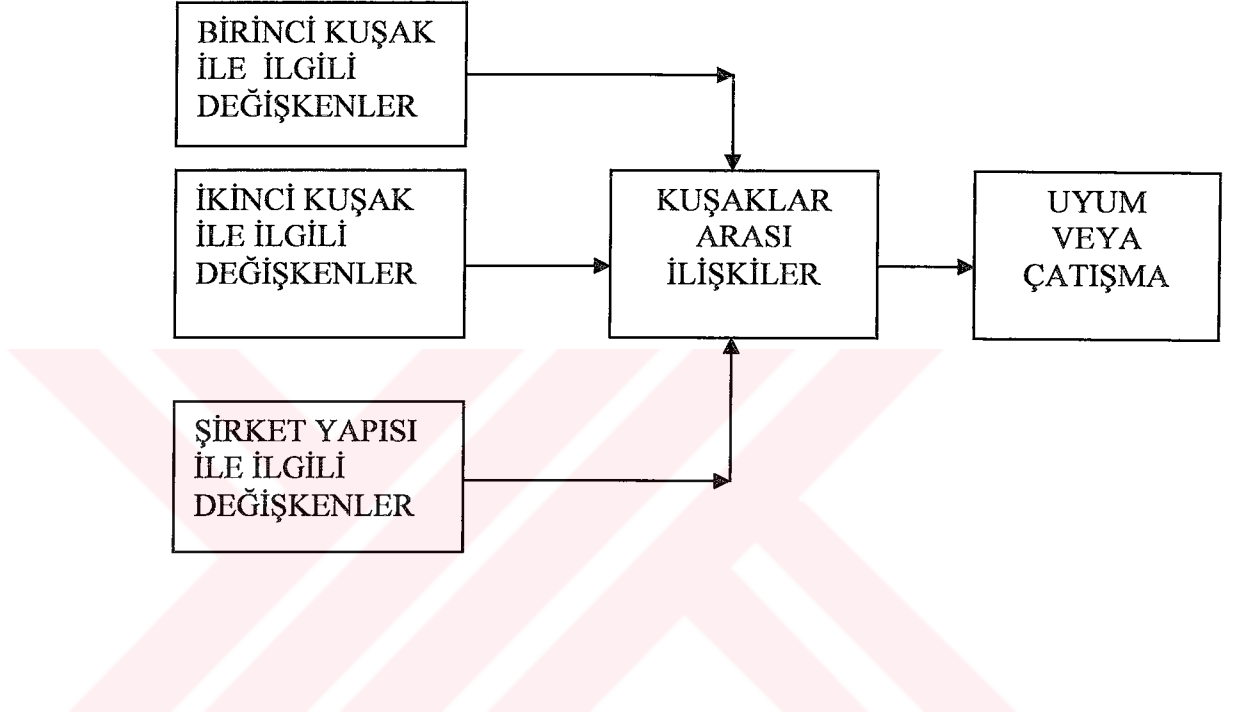 BİRİNCİ KUŞAK
İLE İLGİLİ
DEĞİŞKENLER
İKİNCİ KUŞAK
İLE İLGİLİ
DEĞİŞKENLER
KUŞAKLAR
ARASI
İLİŞKİLER
UYUM
VEYA
ÇATIŞMA
ŞİRKET YAPISI
İLE İLGİLİ
DEĞİŞKENLER